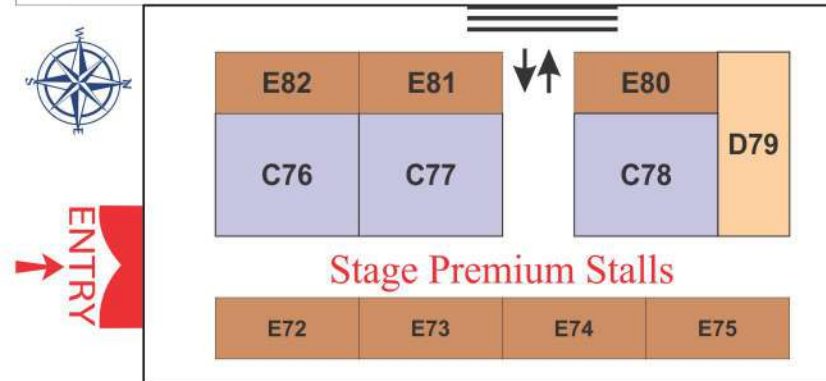 W
S N
E
E82 E81 E80
D79
C76 C77 C78
ENTRY
Stage Premium Stalls
E72 E73 E74 E75